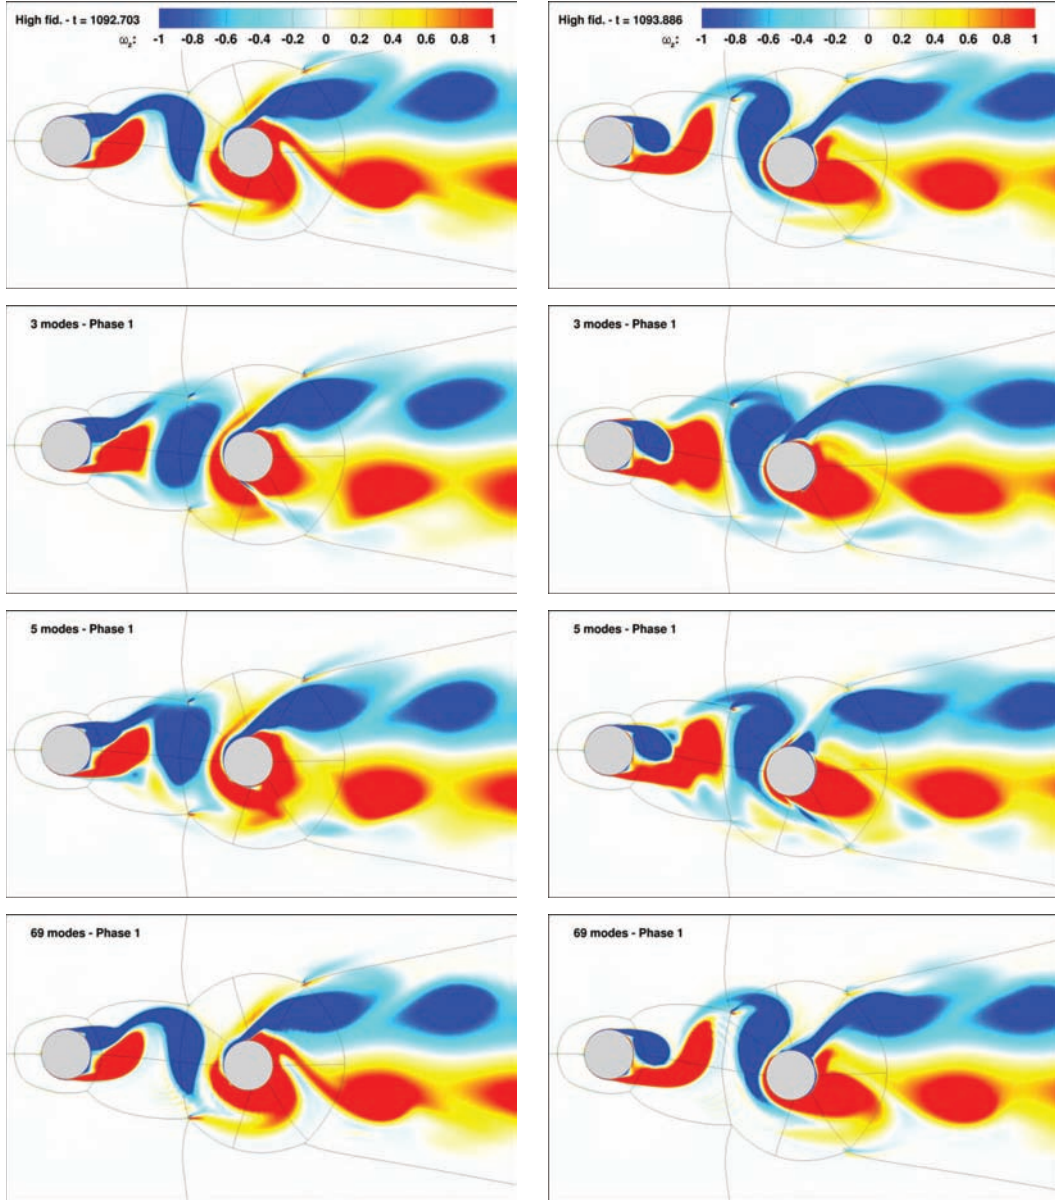 High fid. - t = 1092.703
ω_z: -1 -0.8 -0.6 -0.4 -0.2 0 0.2 0.4 0.6 0.8 1
High fid. - t = 1093.886
ω_z: -1 -0.8 -0.6 -0.4 -0.2 0 0.2 0.4 0.6 0.8 1
3 modes - Phase 1
3 modes - Phase 1
5 modes - Phase 1
5 modes - Phase 1
69 modes - Phase 1
69 modes - Phase 1